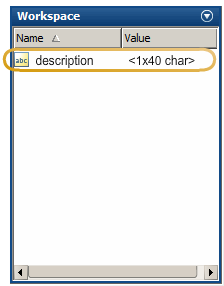 Workspace
Name Value
abc description <1x40 char>